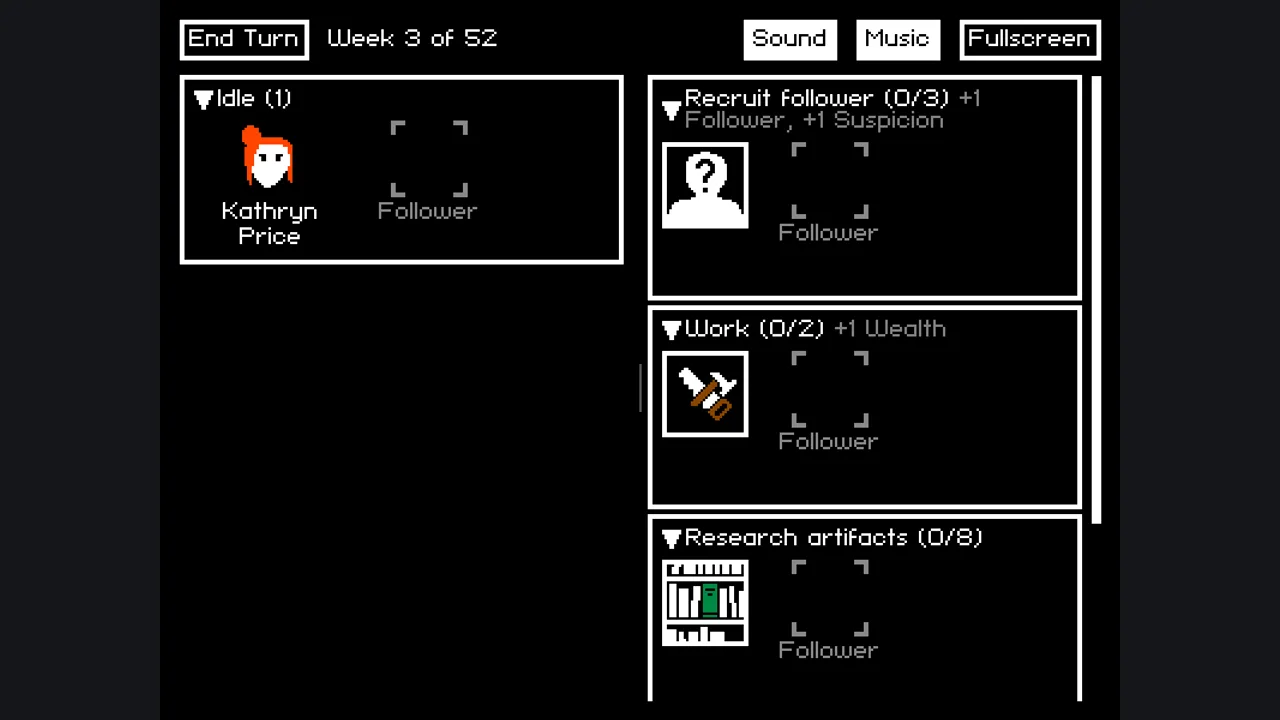 End Turn
Week 3 of 52
Sound
Music
Fullscreen
Idle (1)
Kathryn
Price
Follower
Recruit follower (0/3) +1
Follower, +1 Suspicion
?
Follower
Work (0/2) +1 Wealth
Follower
Research artifacts (0/8)
Follower